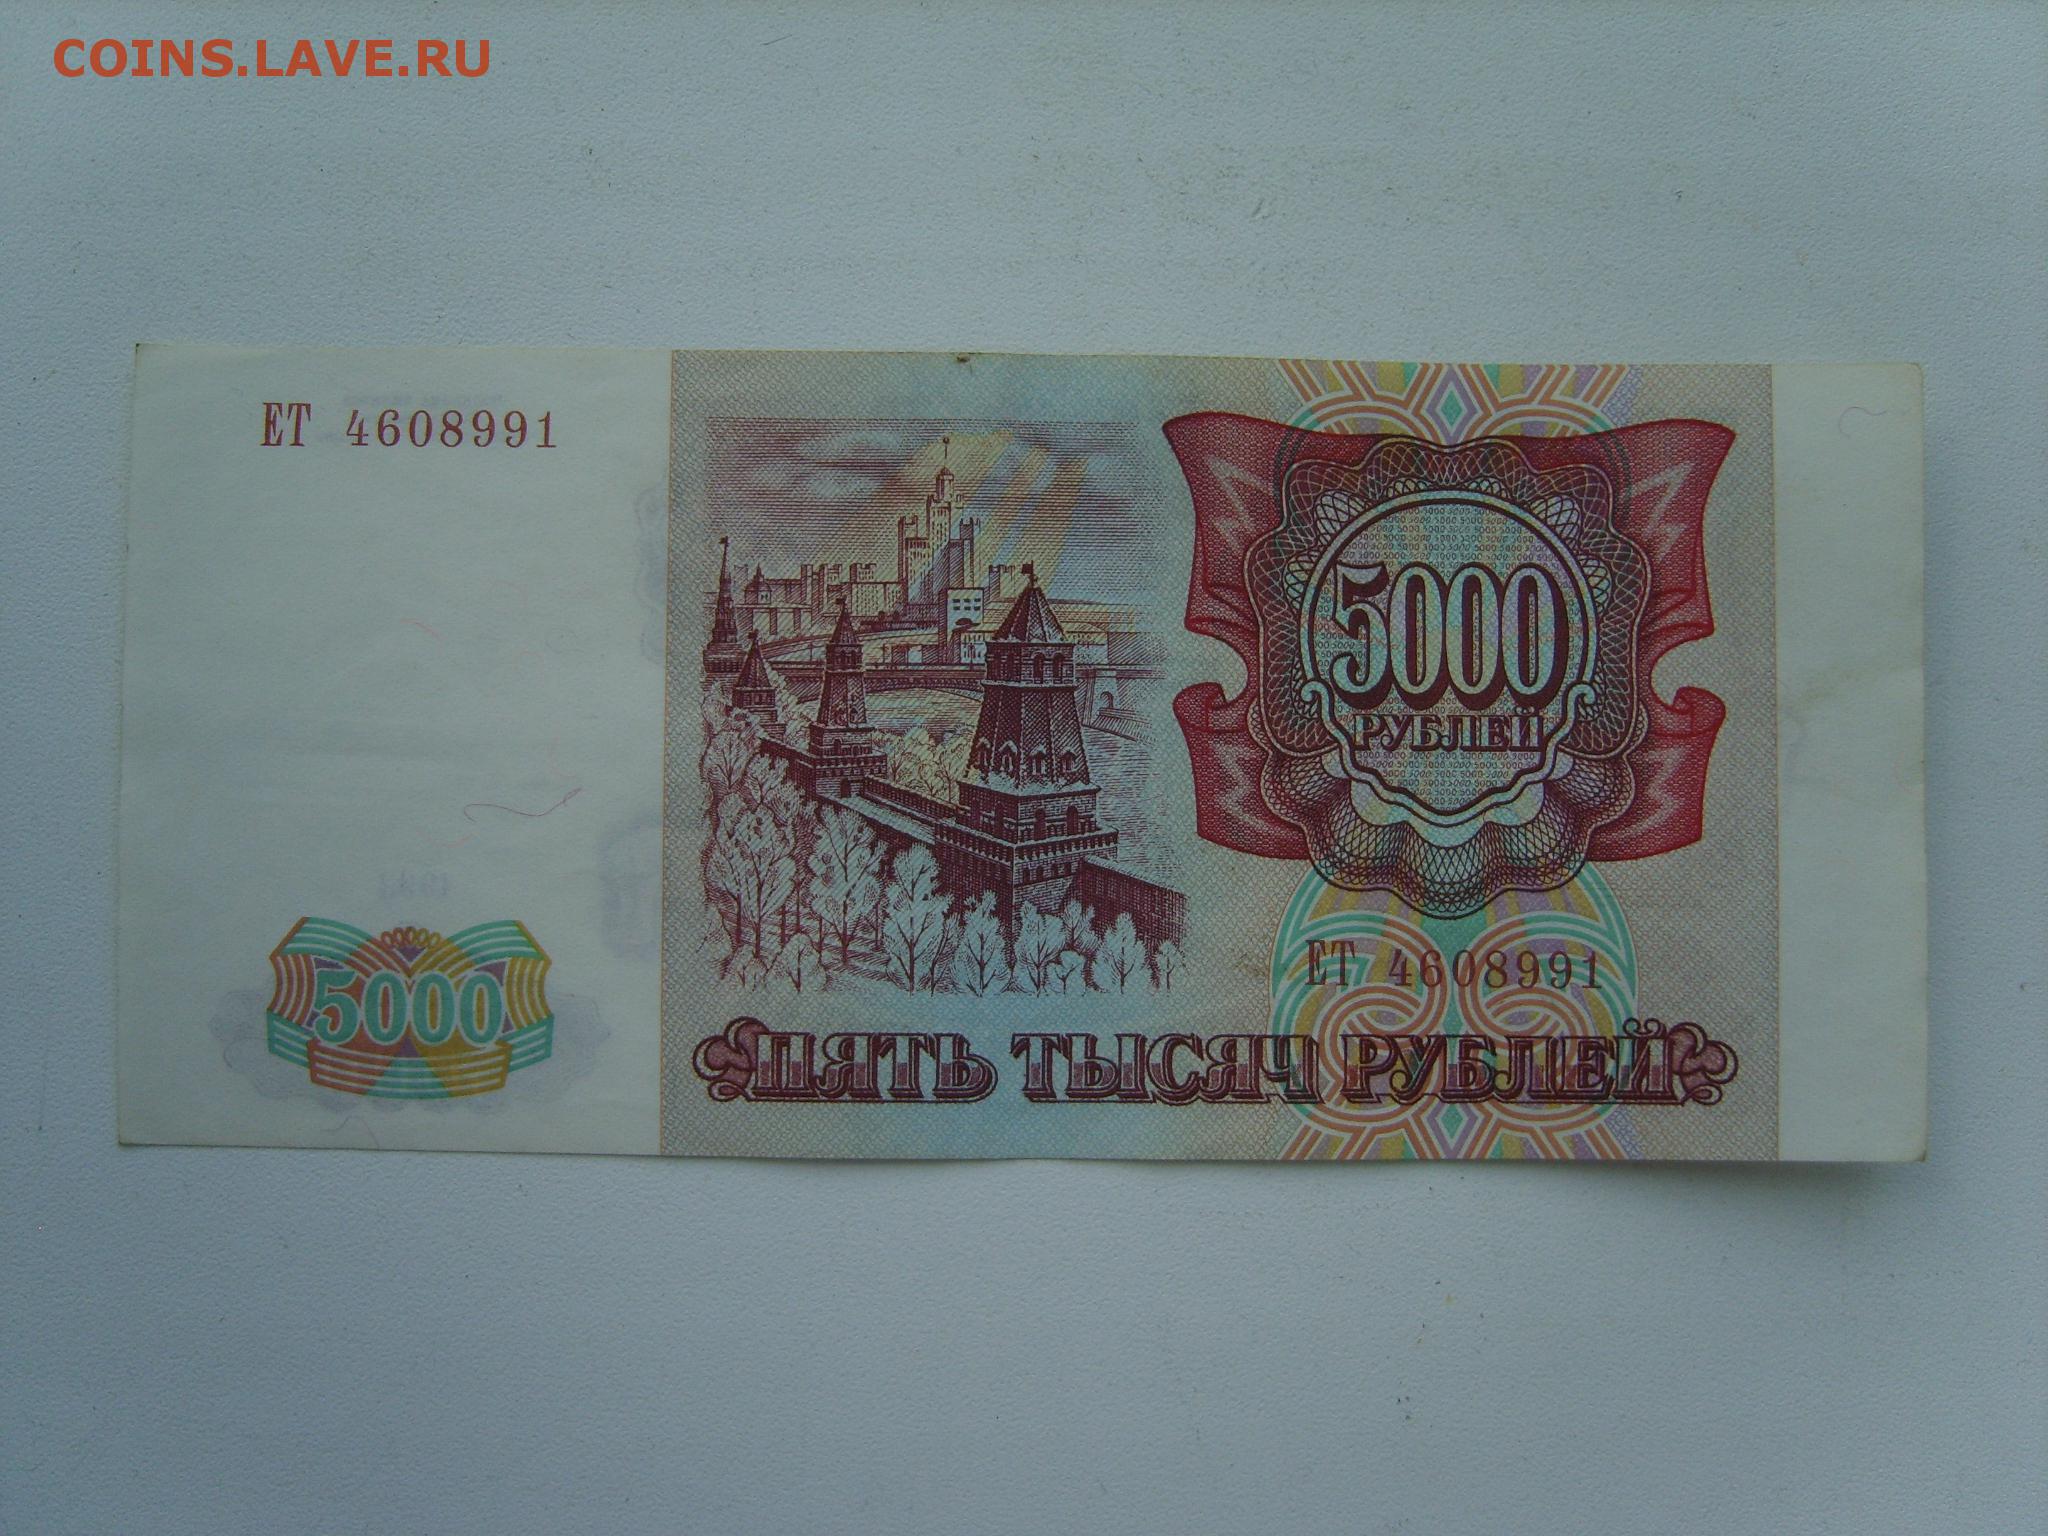 COINS.LAVE.RU
ЕТ 4608991
5000
РУБЛЕЙ
ЕТ 4608991
5000
ПЯТЬ ТЫСЯЧ РУБЛЕЙ